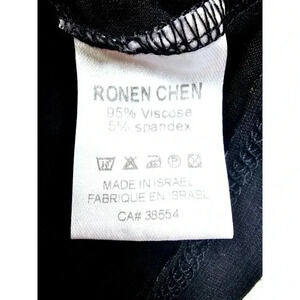 RONEN CHEN
95% Viscose
5% spandex
MADE IN ISRAEL
FABRIQUE EN ISRAEL
CA# 38554